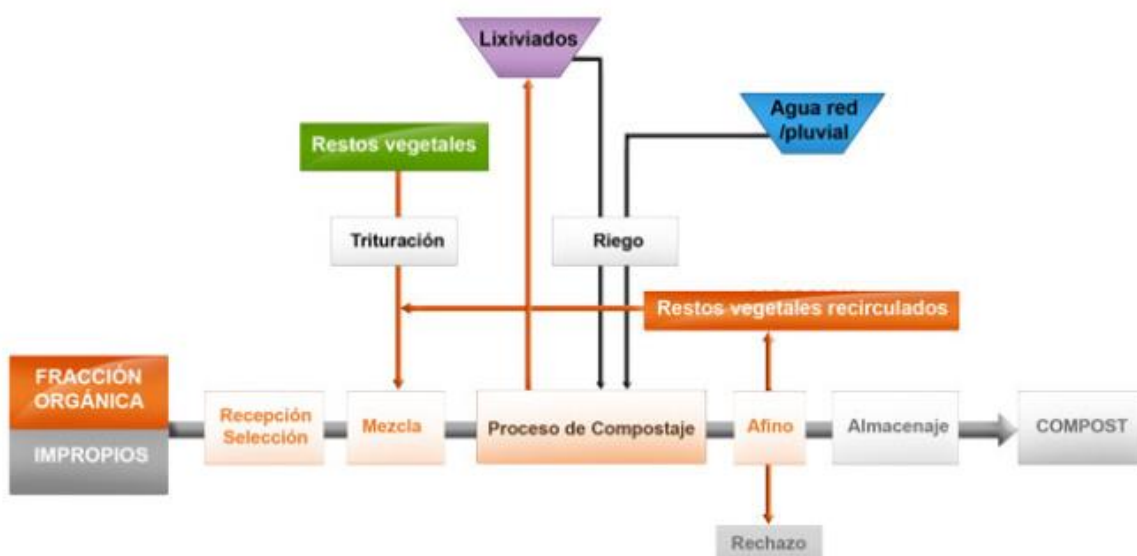 Lixiviados
Agua red
/pluvial
Restos vegetales
Trituración
Riego
Restos vegetales recirculados
FRACCIÓN
ORGÁNICA
IMPROPIOS
Recepción
Selección
Mezcla
Proceso de Compostaje
Afino
Almacenaje
COMPOST
Rechazo